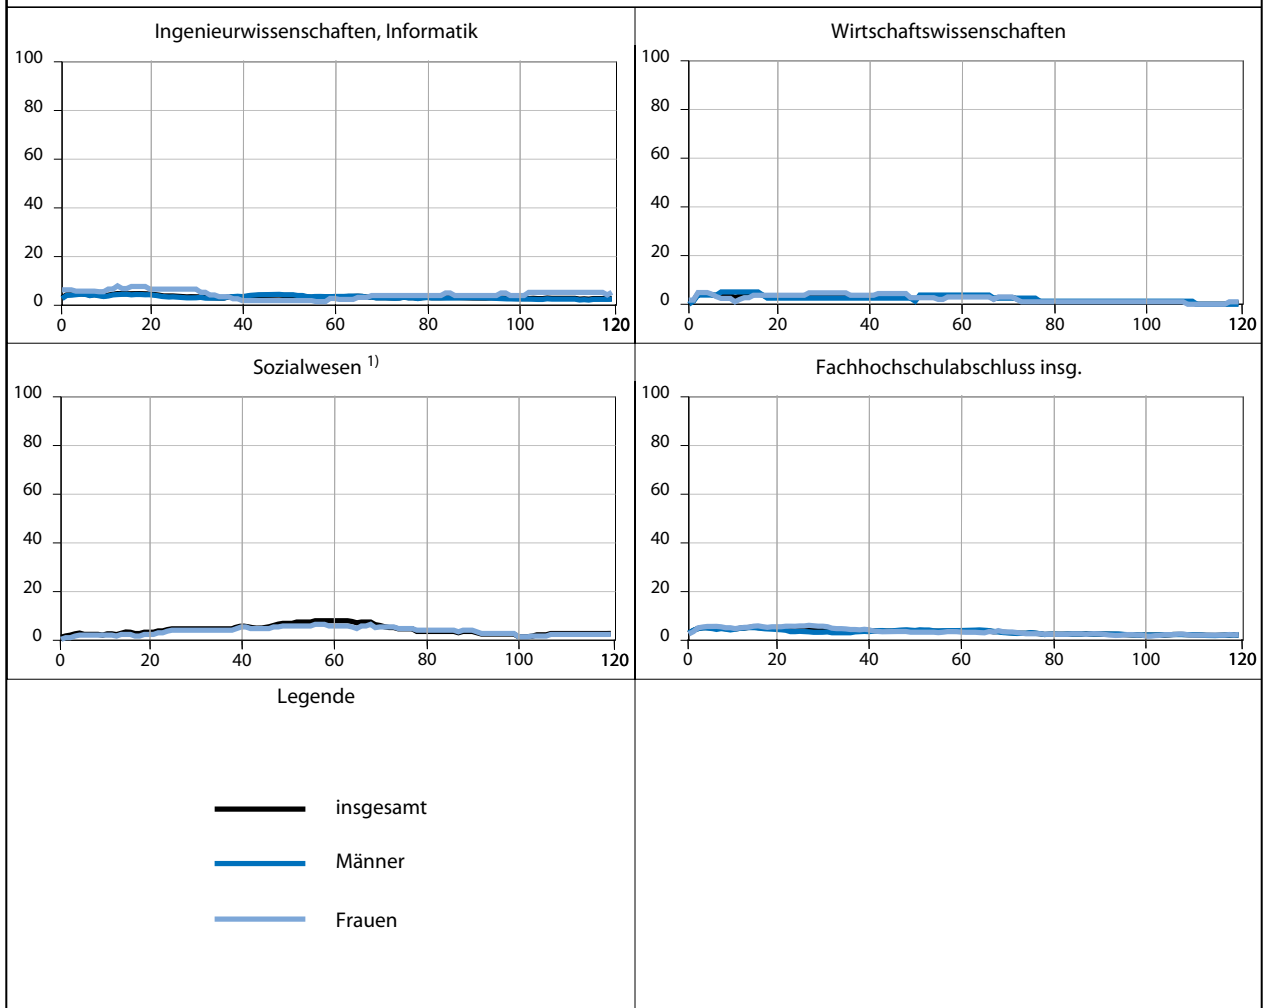 Ingenieurwissenschaften, Informatik
100
80
60
40
20
0
0 20 40 60 80 100 120
Wirtschaftswissenschaften
100
80
60
40
20
0
0 20 40 60 80 100 120
Sozialwesen 1)
100
80
60
40
20
0
0 20 40 60 80 100 120
Fachhochschulabschluss insg.
100
80
60
40
20
0
0 20 40 60 80 100 120
Legende
insgesamt
Männer
Frauen